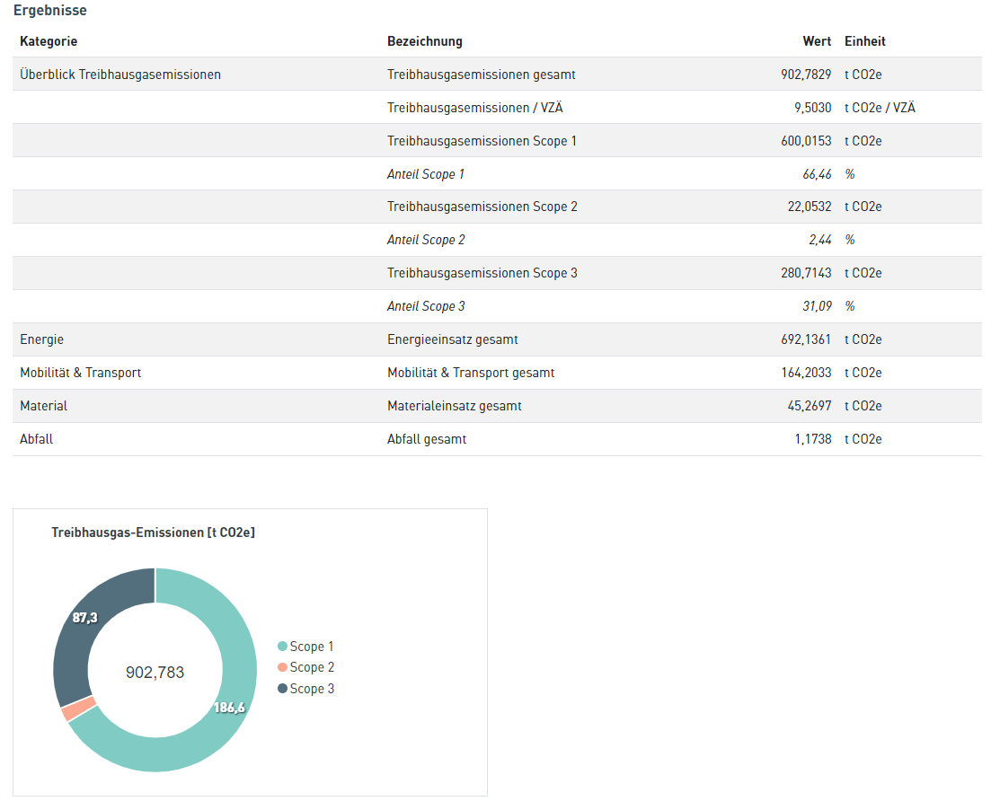 Ergebnisse
Kategorie Bezeichnung Wert Einheit
Überblick Treibhausgasemissionen Treibhausgasemissionen gesamt 902,7829 t CO2e
Treibhausgasemissionen / VZÄ 9,5030 t CO2e / VZÄ
Treibhausgasemissionen Scope 1 600,0153 t CO2e
Anteil Scope 1 66,46 %
Treibhausgasemissionen Scope 2 22,0532 t CO2e
Anteil Scope 2 2,44 %
Treibhausgasemissionen Scope 3 280,7143 t CO2e
Anteil Scope 3 31,09 %
Energie Energieeinsatz gesamt 692,1361 t CO2e
Mobilität & Transport Mobilität & Transport gesamt 164,2033 t CO2e
Material Materialeinsatz gesamt 45,2697 t CO2e
Abfall Abfall gesamt 1,1738 t CO2e
Treibhausgas-Emissionen [t CO2e]
87,3
902,783
186,6
Scope 1
Scope 2
Scope 3